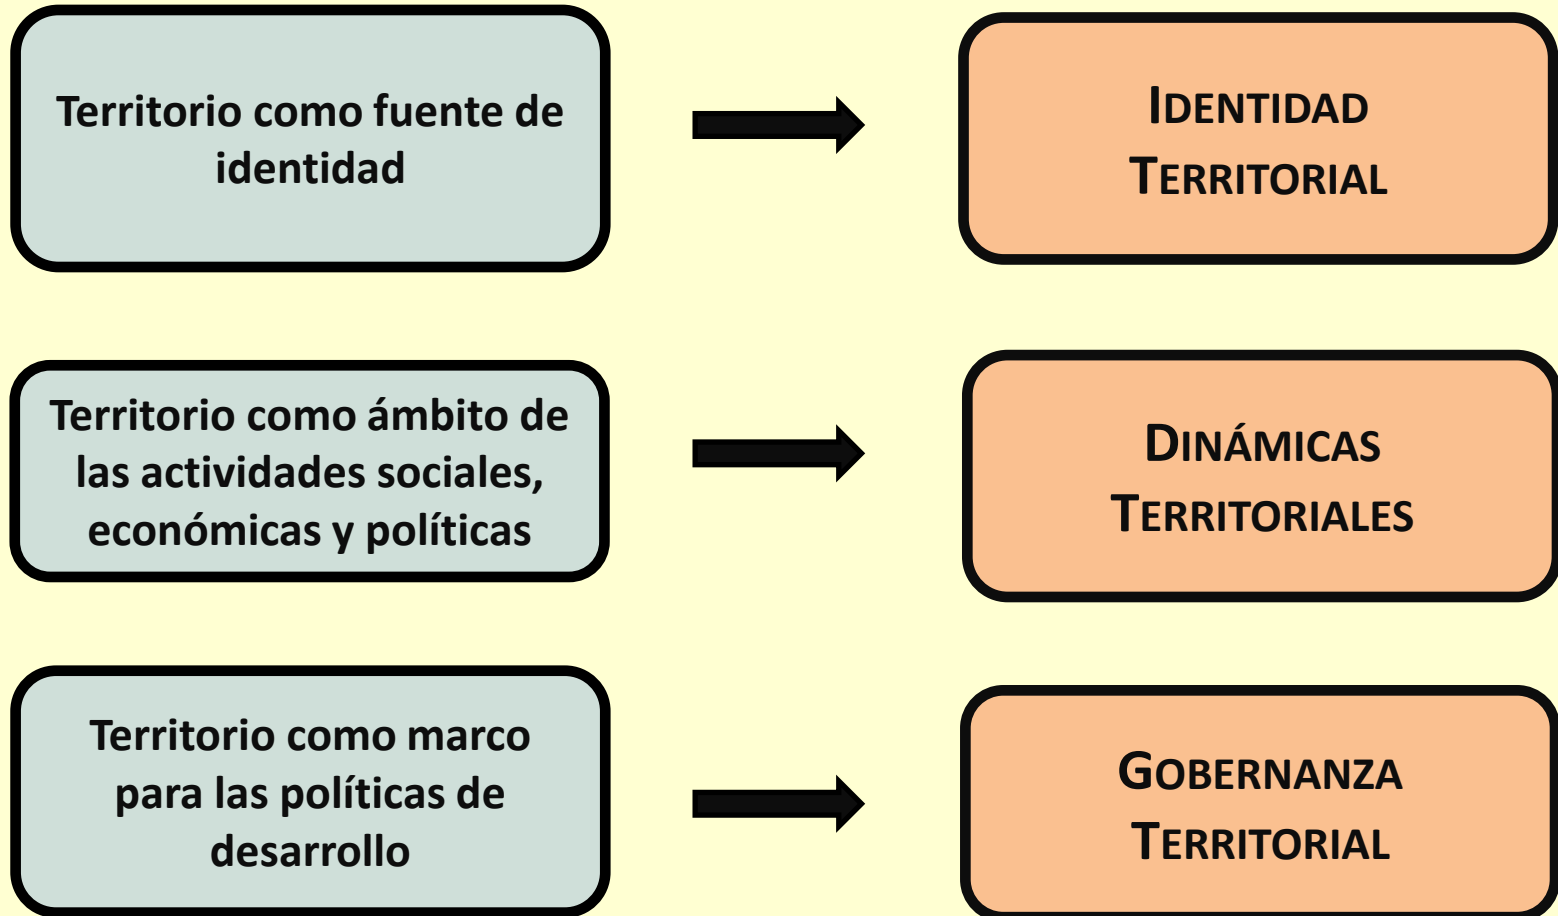 Territorio como fuente de
identidad
IDENTIDAD
TERRITORIAL
Territorio como ámbito de
las actividades sociales,
económicas y políticas
DINÁMICAS
TERRITORIALES
Territorio como marco
para las políticas de
desarrollo
GOBERNANZA
TERRITORIAL